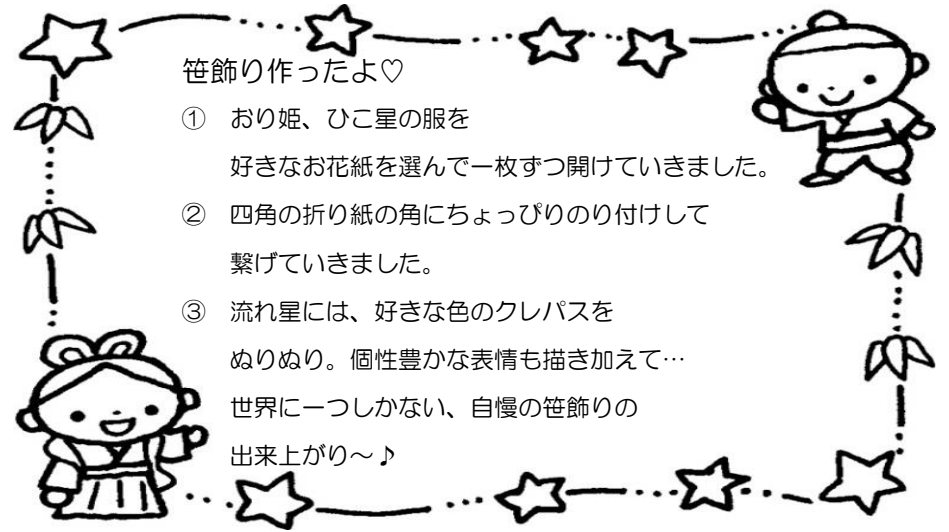 笹飾り作ったよ♡
① おり姫、ひこ星の服を
好きなお花紙を選んで一枚ずつ開けていきました。
② 四角の折り紙の角にちょっぴりのり付けして
繋げていきました。
③ 流れ星には、好きな色のクレパスを
ぬりぬり。個性豊かな表情も描き加えて…
世界に一つしかない、自慢の笹飾りの
出来上がり～♪